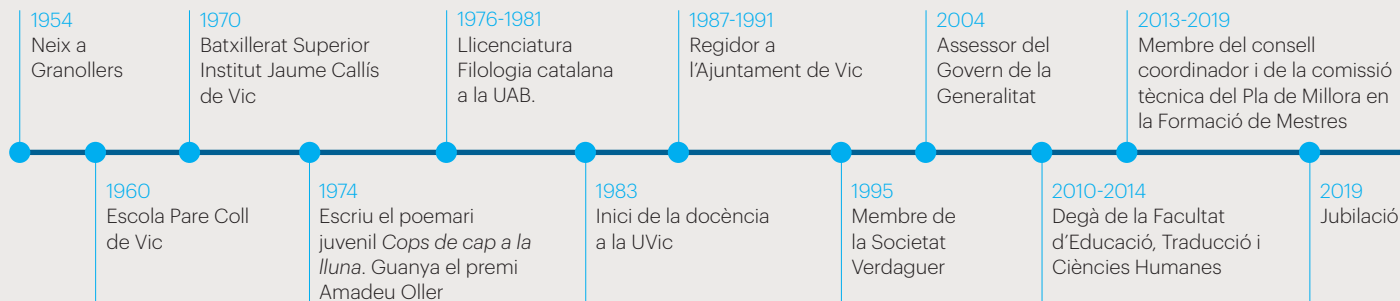 1954
Neix a
Granollers
1970
Batxillerat Superior
Institut Jaume Callís
de Vic
1976-1981
Llicenciatura
Filologia catalana
a la UAB.
1987-1991
Regidor a
l’Ajuntament de Vic
2004
Assessor del
Govern de la
Generalitat
2013-2019
Membre del consell
coordinador i de la comissió
tècnica del Pla de Millora en
la Formació de Mestres
1960
Escola Pare Coll
de Vic
1974
Escriu el poemari
juvenil Cops de cap a la
lluna. Guanya el premi
Amadeu Oller
1983
Inici de la docència
a la UVic
1995
Membre de
la Societat
Verdaguer
2010-2014
Degà de la Facultat
d’Educació, Traducció i
Ciències Humanes
2019
Jubilació